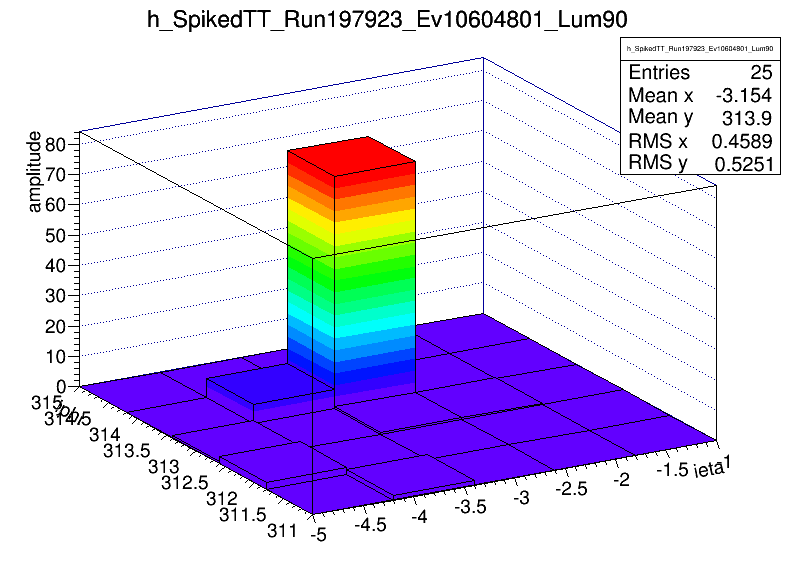 h_SpikedTT_Run197923_Ev10604801_Lum90
h_SpikedTT_Run197923_Ev10604801_Lum90
Entries 25
Mean x -3.154
Mean y 313.9
RMS x 0.4589
RMS y 0.5251
amplitude
80
70
60
50
40
30
20
10
0
315
314.5
314
313.5
313
312.5
312
311.5
311
-5
-4.5
-4
-3.5
-3
-2.5
-2
-1.5
ieta